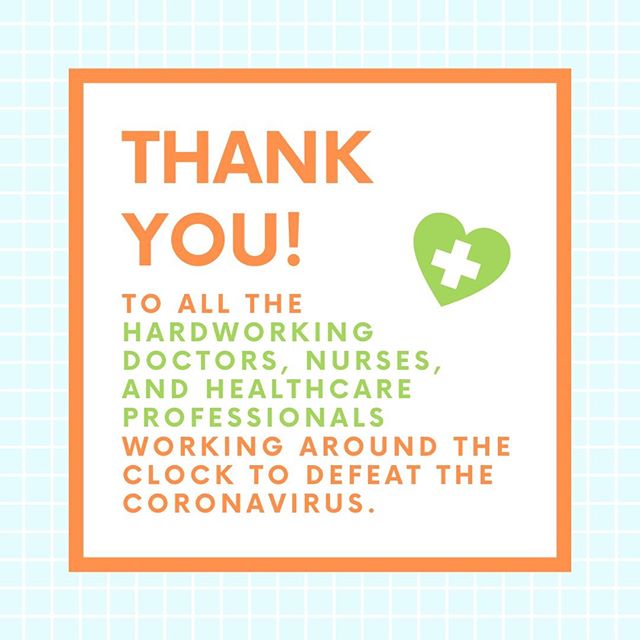 THANK
YOU!
TO ALL THE
HARDWORKING
DOCTORS, NURSES,
AND HEALTHCARE
PROFESSIONALS
WORKING AROUND THE
CLOCK TO DEFEAT THE
CORONAVIRUS.